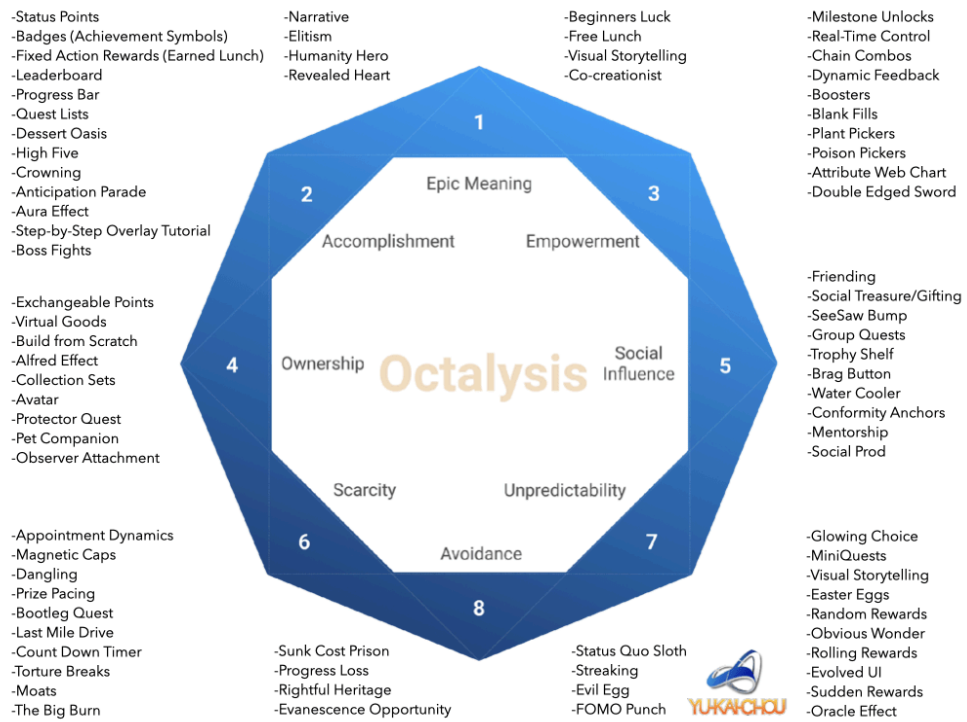 -Status Points
-Badges (Achievement Symbols)
-Fixed Action Rewards (Earned Lunch)
-Leaderboard
-Progress Bar
-Quest Lists
-Dessert Oasis
-High Five
-Crowning
-Anticipation Parade
-Aura Effect
-Step-by-Step Overlay Tutorial
-Boss Fights
-Narrative
-Elitism
-Humanity Hero
-Revealed Heart
-Beginners Luck
-Free Lunch
-Visual Storytelling
-Co-creationist
-Milestone Unlocks
-Real-Time Control
-Chain Combos
-Dynamic Feedback
-Boosters
-Blank Fills
-Plant Pickers
-Poison Pickers
-Attribute Web Chart
-Double Edged Sword
1
Epic Meaning
2
Accomplishment
3
Empowerment
4
Ownership
Octalysis
Social
Influence
5
Scarcity
6
Unpredictability
7
Avoidance
8
-Exchangeable Points
-Virtual Goods
-Build from Scratch
-Alfred Effect
-Collection Sets
-Avatar
-Protector Quest
-Pet Companion
-Observer Attachment
-Friending
-Social Treasure/Gifting
-SeeSaw Bump
-Group Quests
-Trophy Shelf
-Brag Button
-Water Cooler
-Conformity Anchors
-Mentorship
-Social Prod
-Appointment Dynamics
-Magnetic Caps
-Dangling
-Prize Pacing
-Bootleg Quest
-Last Mile Drive
-Count Down Timer
-Torture Breaks
-Moats
-The Big Burn
-Sunk Cost Prison
-Progress Loss
-Rightful Heritage
-Evanescence Opportunity
-Status Quo Sloth
-Streaking
-Evil Egg
-FOMO Punch
YU-KAI CHOU
-Glowing Choice
-MiniQuests
-Visual Storytelling
-Easter Eggs
-Random Rewards
-Obvious Wonder
-Rolling Rewards
-Evolved UI
-Sudden Rewards
-Oracle Effect